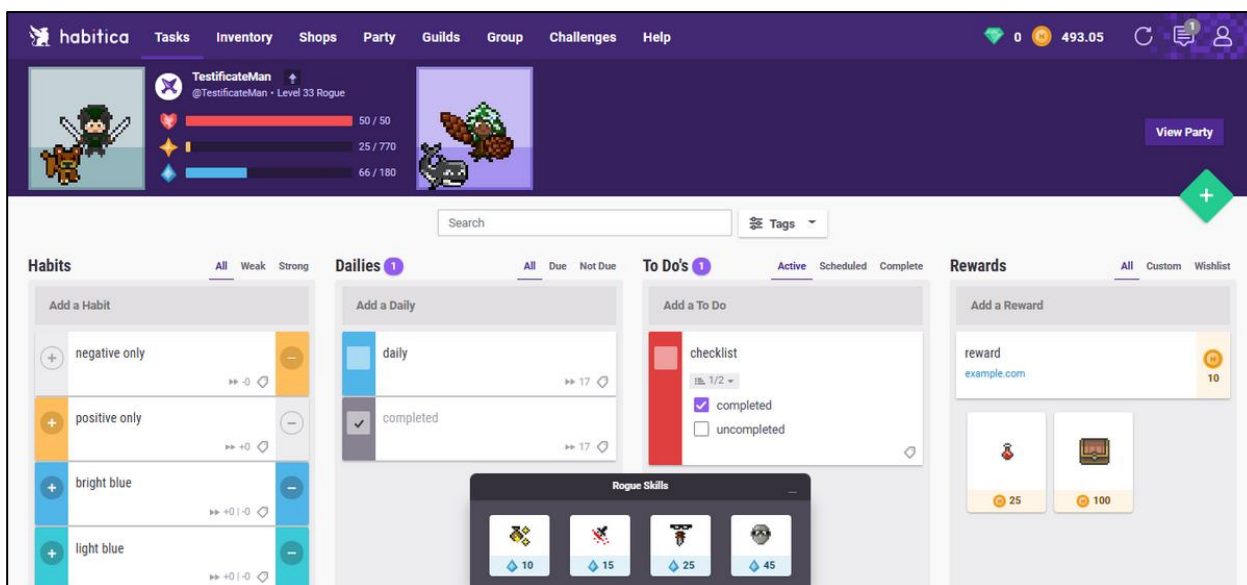 habitica Tasks Inventory Shops Party Guilds Group Challenges Help 0 493.05 1
TestificateMan
@TestificateMan • Level 33 Rogue
50 / 50
25 / 770
66 / 180
View Party
Search Tags
Habits All Weak Strong
Add a Habit
negative only
-0
positive only
+0
bright blue
+0 | -0
light blue
+0 | -0
Dailies 1 All Due Not Due
Add a Daily
daily
17
completed
17
To Do's 1 Active Scheduled Complete
Add a To Do
checklist
1/2
completed
uncompleted
Rewards All Custom Wishlist
Add a Reward
reward
example.com
10
25 100
Rogue Skills
10 15 25 45